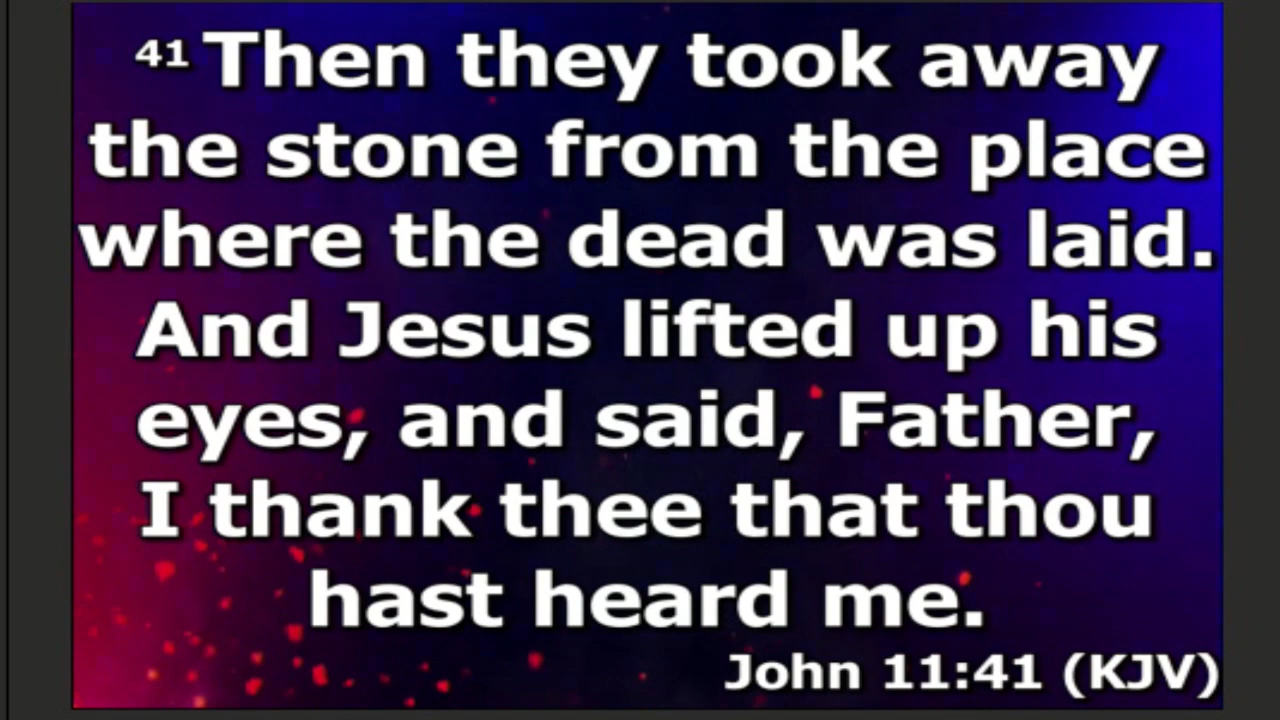 41 Then they took away
the stone from the place
where the dead was laid.
And Jesus lifted up his
eyes, and said, Father,
I thank thee that thou
hast heard me.
John 11:41 (KJV)